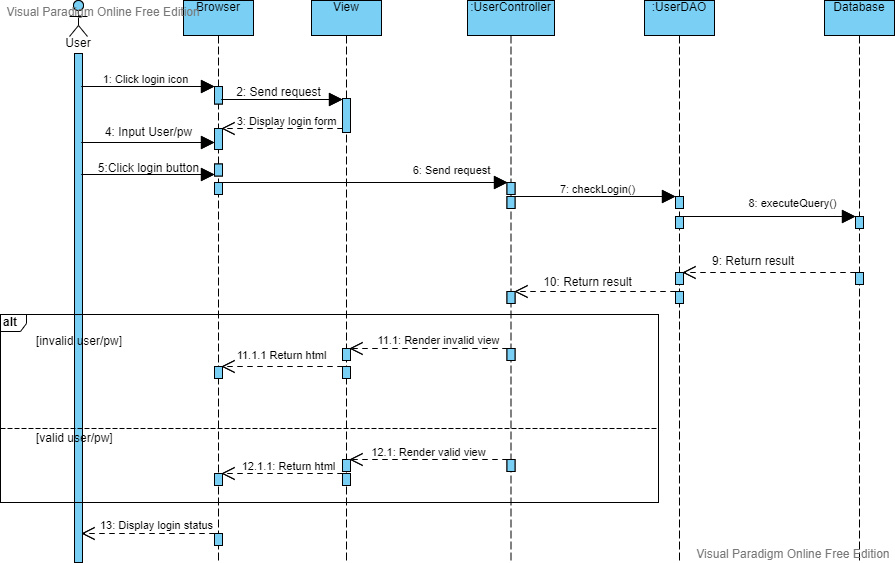 Visual Paradigm Online Free Edition
User
Browser
View
:UserController
:UserDAO
Database
1: Click login icon
2: Send request
3: Display login form
4: Input User/pw
5:Click login button
6: Send request
7: checkLogin()
8: executeQuery()
9: Return result
10: Return result
alt
[invalid user/pw]
11.1: Render invalid view
11.1.1 Return html
[valid user/pw]
12.1: Render valid view
12.1.1: Return html
13: Display login status
Visual Paradigm Online Free Edition